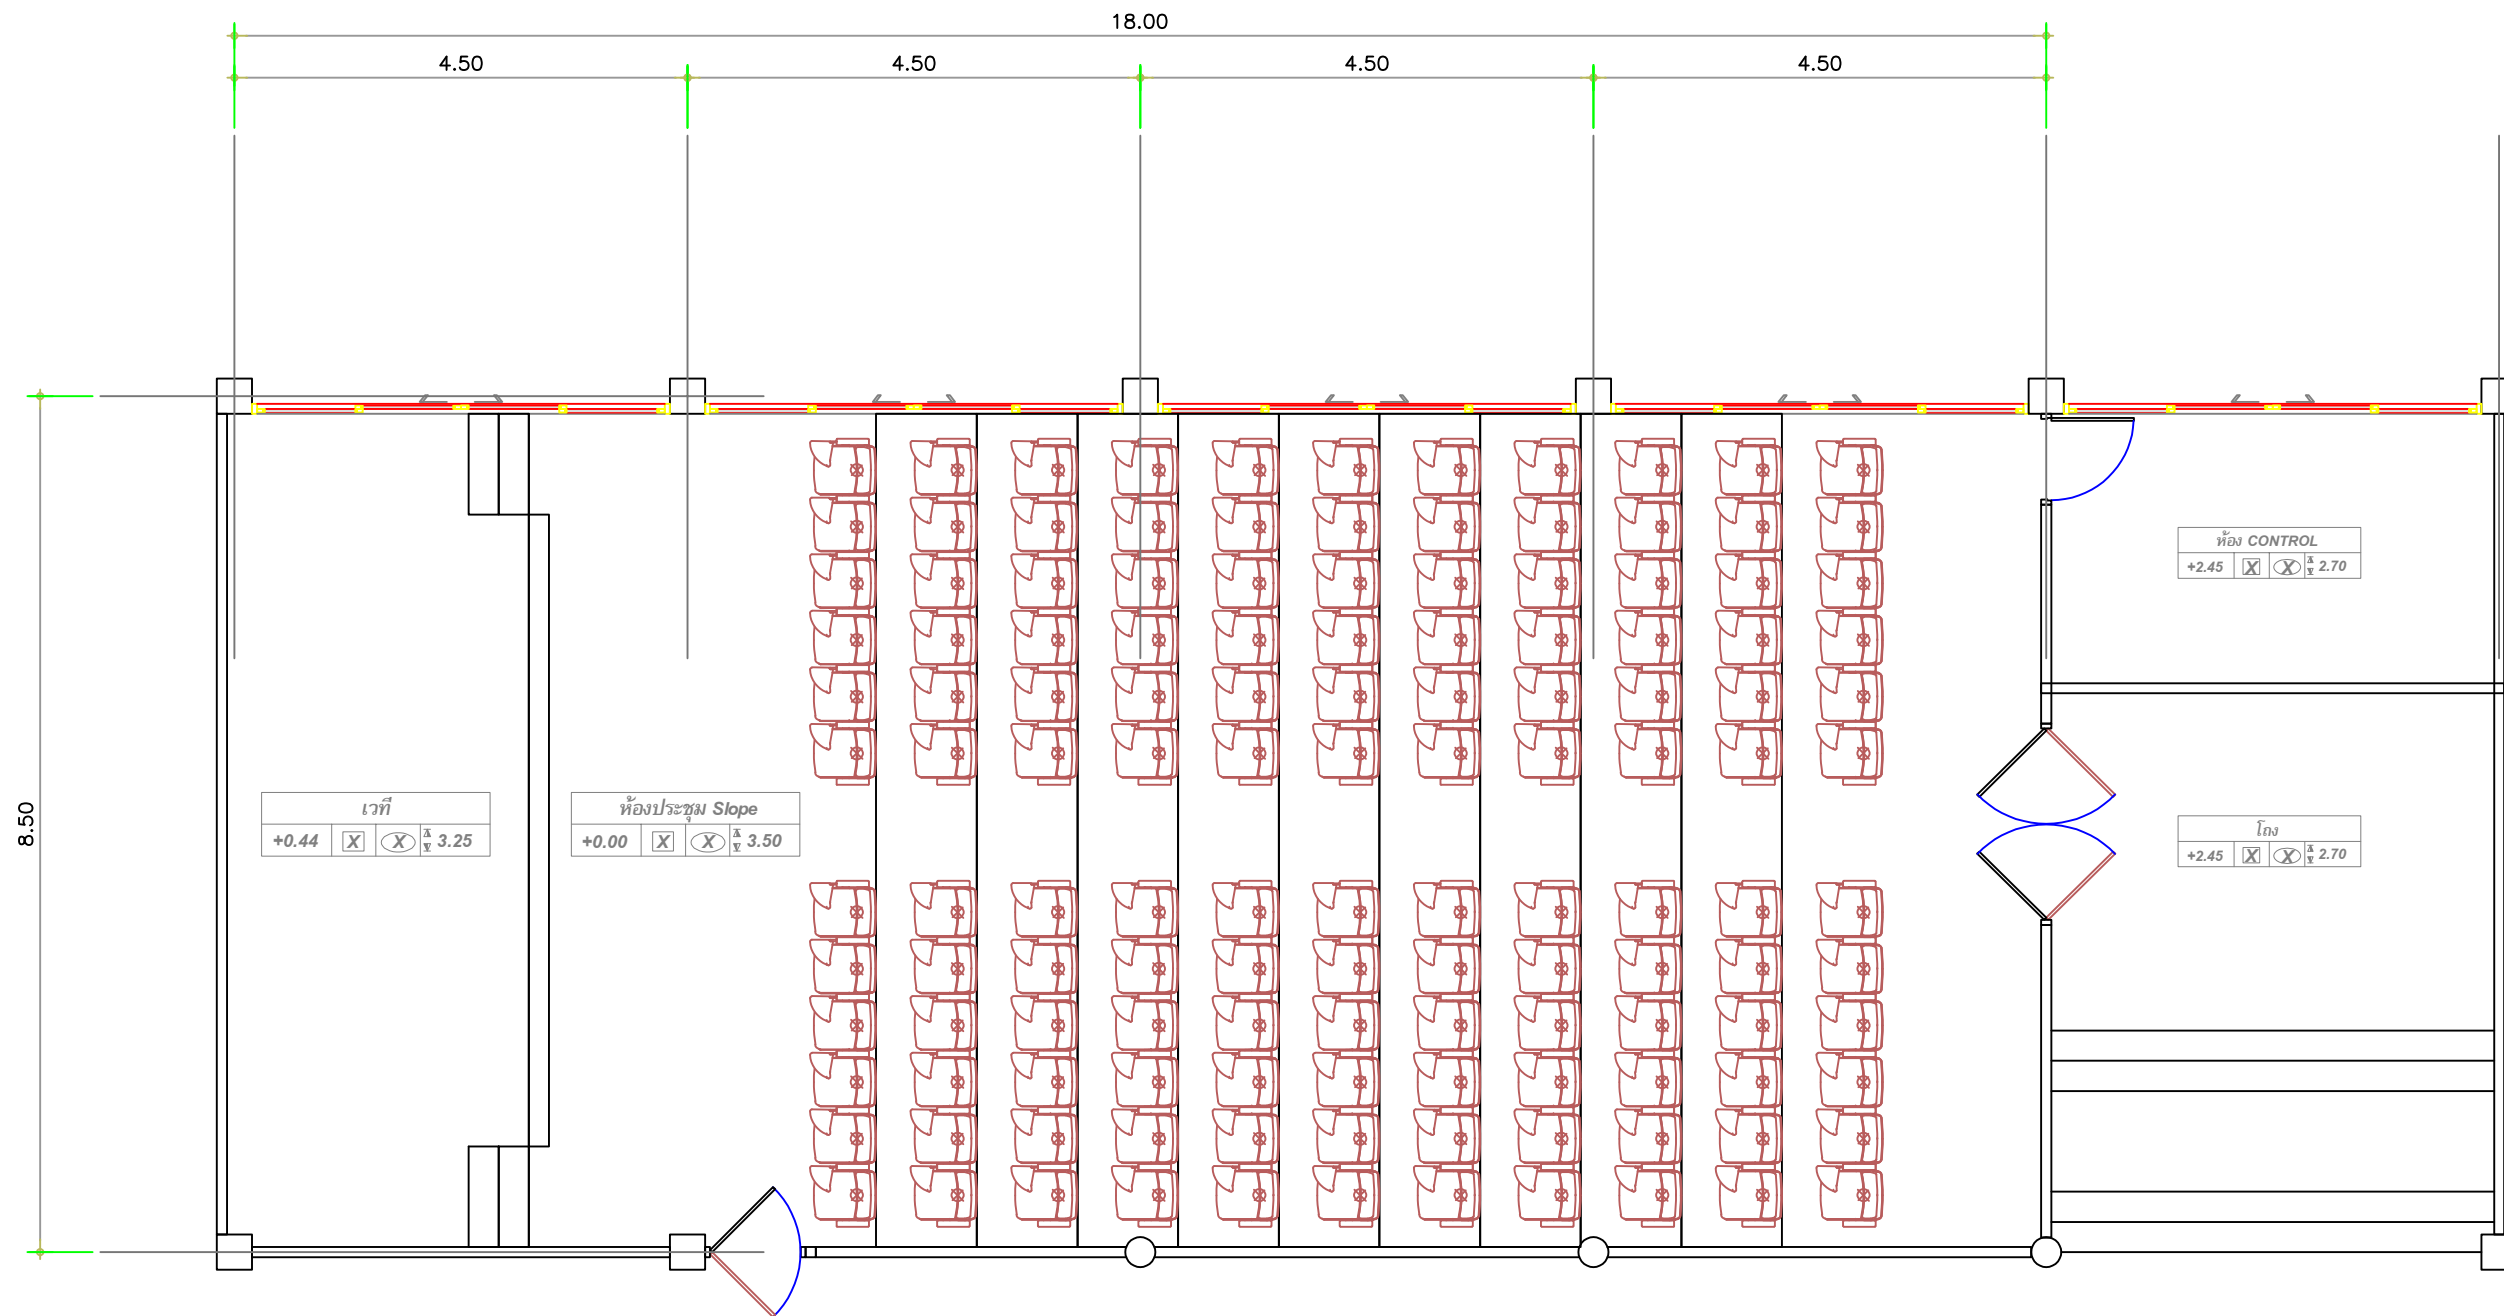 18.00
4.50 4.50 4.50 4.50
8.50
ห้อง CONTROL
+2.45 X X 2.70
เวที
+0.44 X X 3.25
ห้องประชุม Slope
+0.00 X X 3.50
โถง
+2.45 X X 2.70